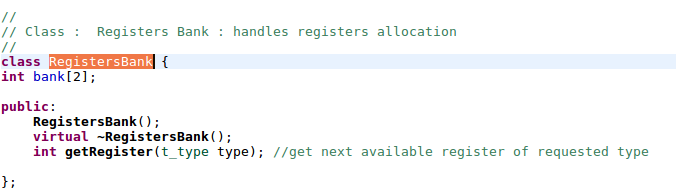 //
// Class :  Registers Bank : handles registers allocation
//
class RegistersBank {
int bank[2];
public:
    RegistersBank();
    virtual ~RegistersBank();
    int getRegister(t_type type); //get next available register of requested type
};